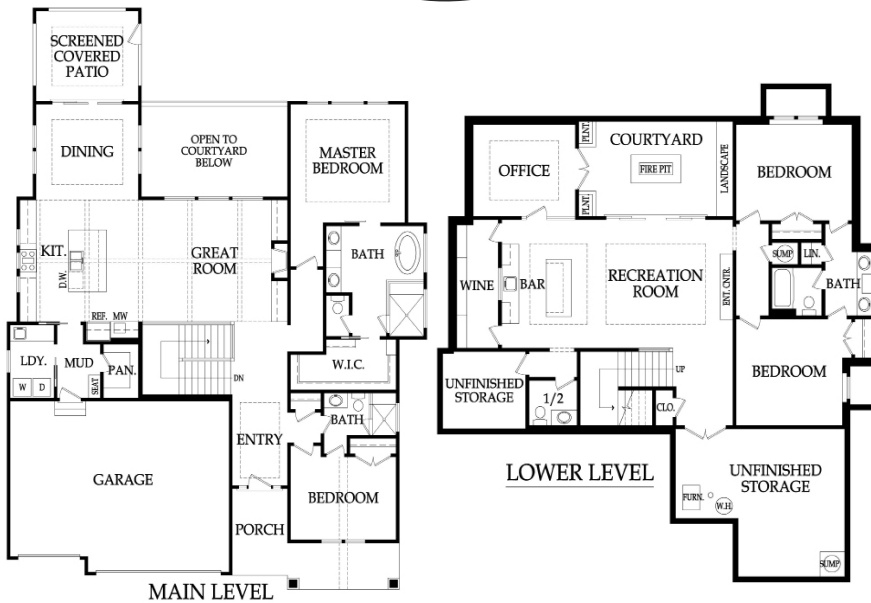 SCREENED
COVERED
PATIO
DINING
OPEN TO
COURTYARD
BELOW
MASTER
BEDROOM
KIT.
D.W.
GREAT
ROOM
BATH
REF. MW
LDY.
MUD
PAN.
W D
SEAT
DN
W.I.C.
BATH
ENTRY
GARAGE
BEDROOM
PORCH
MAIN LEVEL
PLNT.
COURTYARD
OFFICE
FIRE PIT
LANDSCAPE
BEDROOM
PLNT.
SUMP
LIN.
WINE
BAR
RECREATION
ROOM
ENT. CNTR.
BATH
UNFINISHED
STORAGE
1/2
UP
CLO.
BEDROOM
LOWER LEVEL
UNFINISHED
STORAGE
FURN.
W.H.
SUMP